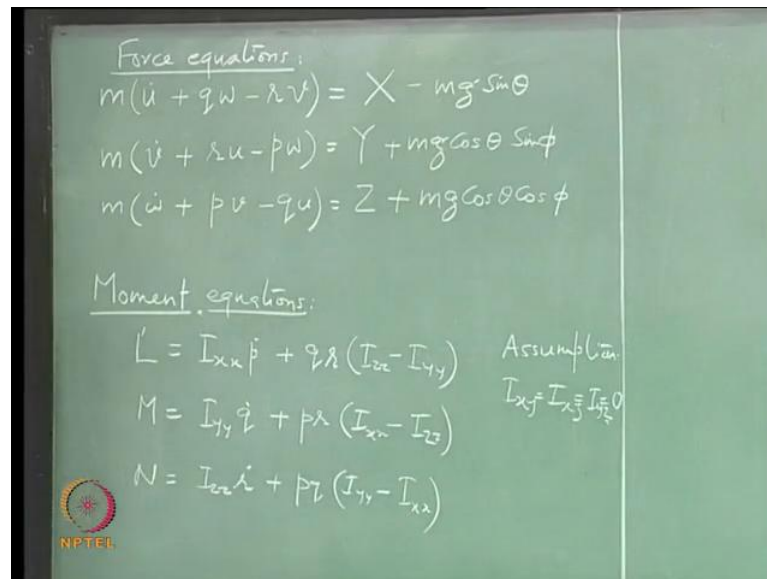 Force equations:
m(u̇ + qw - rv) = X - mg Sinθ
m(v̇ + ru - pw) = Y + mg Cosθ Sinϕ
m(ẇ + pv - qu) = Z + mg Cosθ Cosϕ
Moment equations:
L = Ixx ṗ + qr (Izz - Iyy)
M = Iyy q̇ + pr (Ixx - Izz)
N = Izz ṙ + pq (Iyy - Ixx)
Assumption
Ixy = Ixz = Iyz = 0
NPTEL